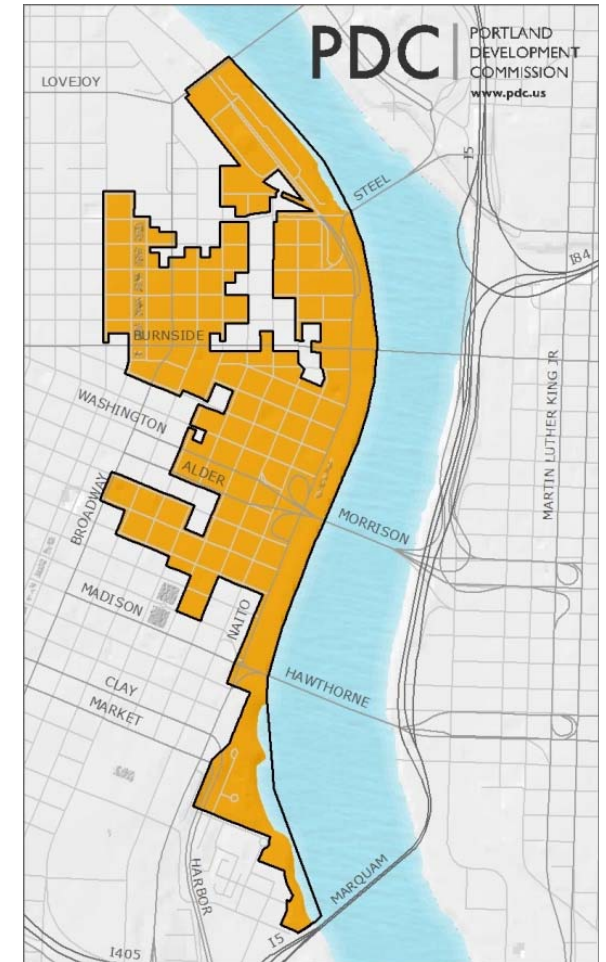 PDC
PORTLAND
DEVELOPMENT
COMMISSION
www.pdc.us
LOVEJOY
I5
STEEL
I84
BURNSIDE
WASHINGTON
MARTIN LUTHER KING JR
ALDER
BROADWAY
MORRISON
MADISON
NAITO
HAWTHORNE
CLAY
MARKET
HARBOR
MARQUAM
I5
I405